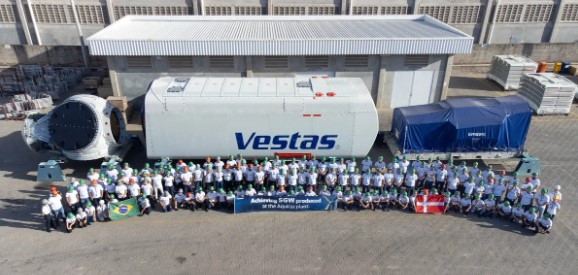 Vestas
Achieving 5GW produced
at the Aquiraz plant